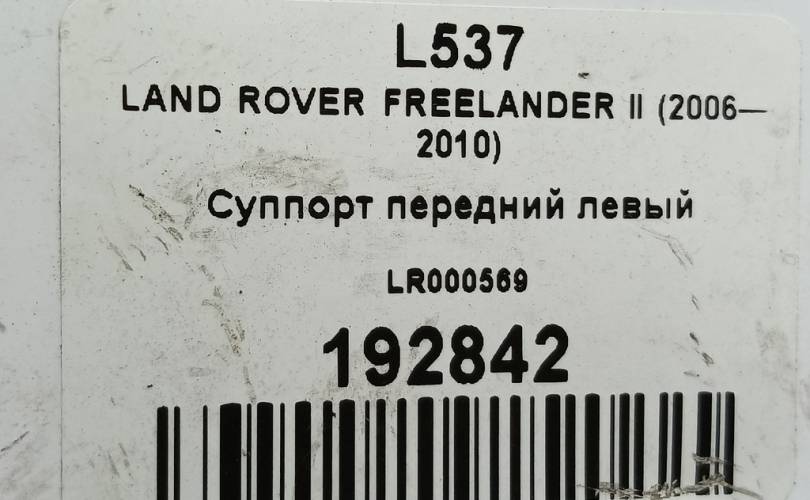 L537
LAND ROVER FREELANDER II (2006—
2010)
Суппорт передний левый
LR000569
192842